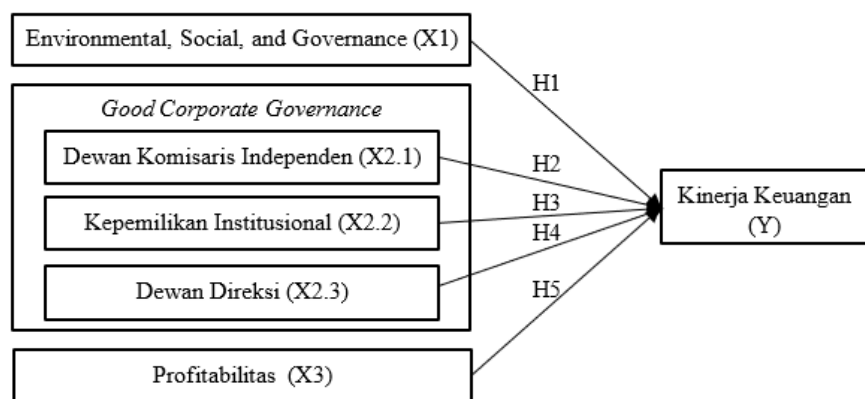 Environmental, Social, and Governance (X1)
H1
Good Corporate Governance
Dewan Komisaris Independen (X2.1)
H2
Kepemilikan Institusional (X2.2)
H3
H4
Dewan Direksi (X2.3)
H5
Profitabilitas (X3)
Kinerja Keuangan
(Y)